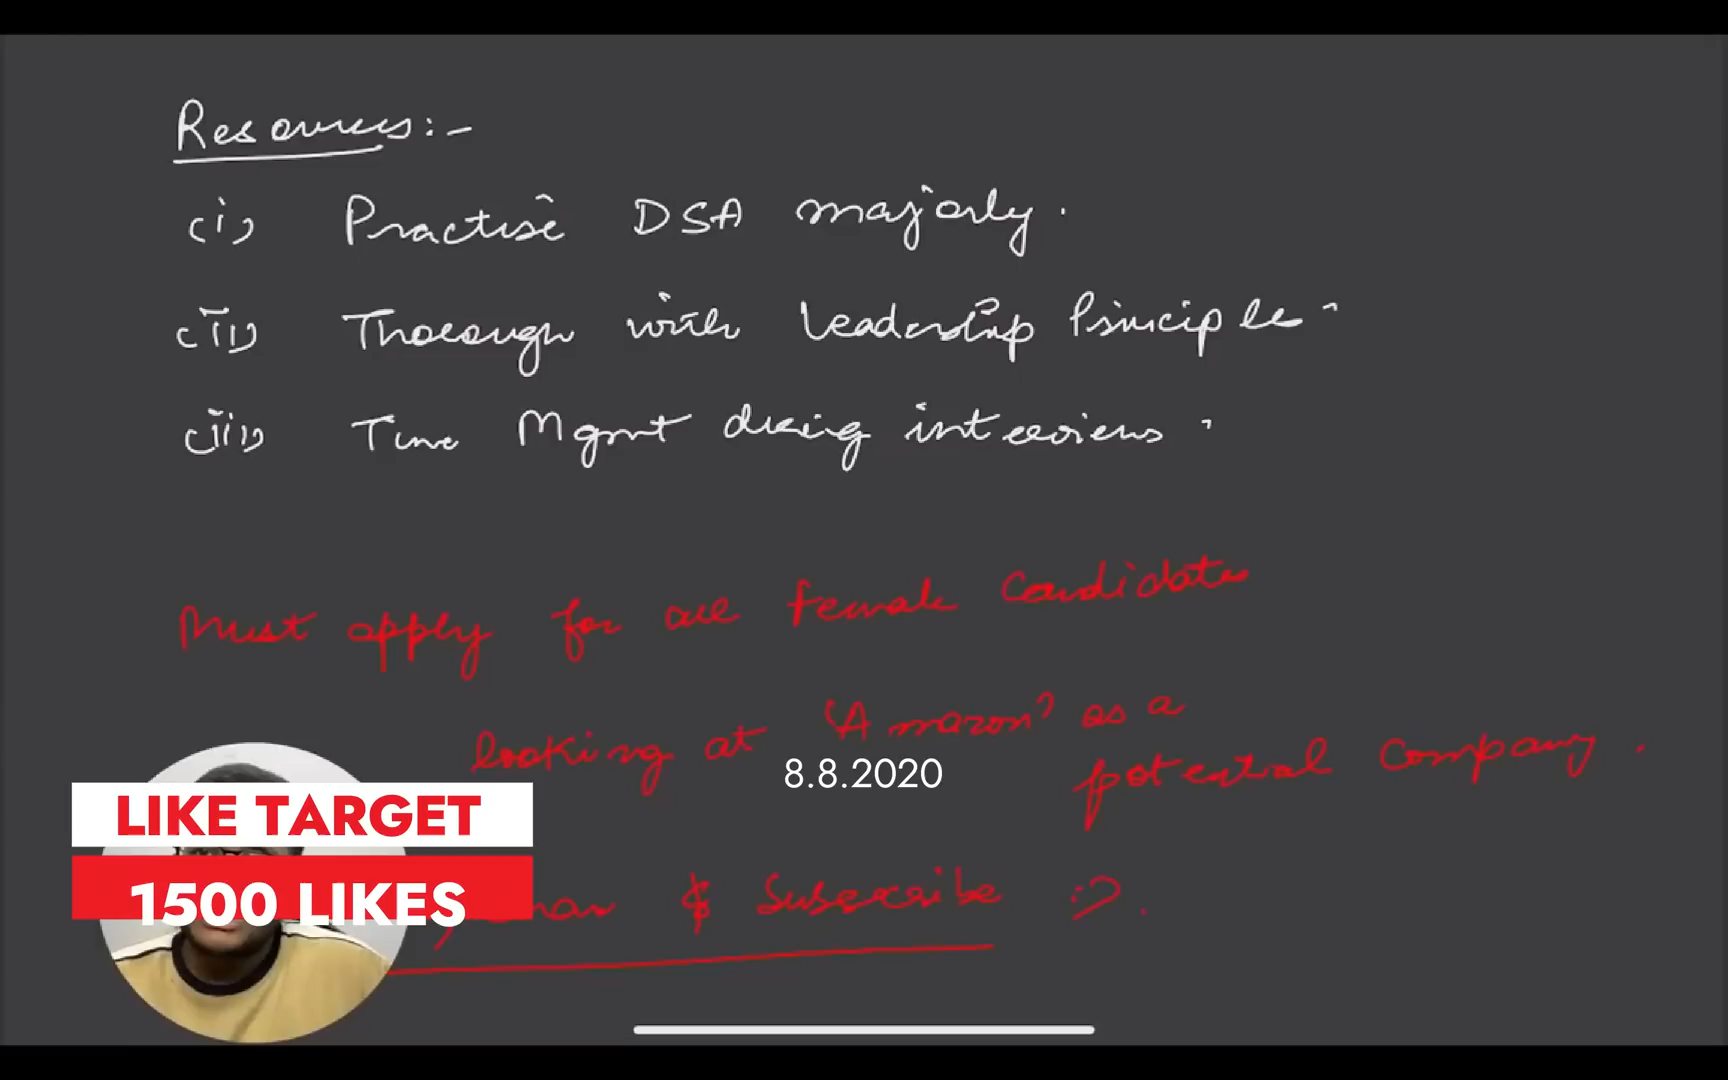 Resources:-
(i) Practise DSA majorly.
(ii) Thorough with Leadership Principle.
(iii) Time Mgmt during interviews.
Must apply for all female candidates
looking at 'Amazon' as a
potential company.
8.8.2020
LIKE TARGET
1500 LIKES
& Subscribe :).